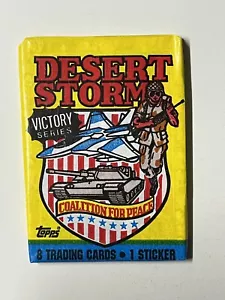 DESERT
STORM
VICTORY
SERIES
COALITION FOR PEACE
Topps
8 TRADING CARDS • 1 STICKER